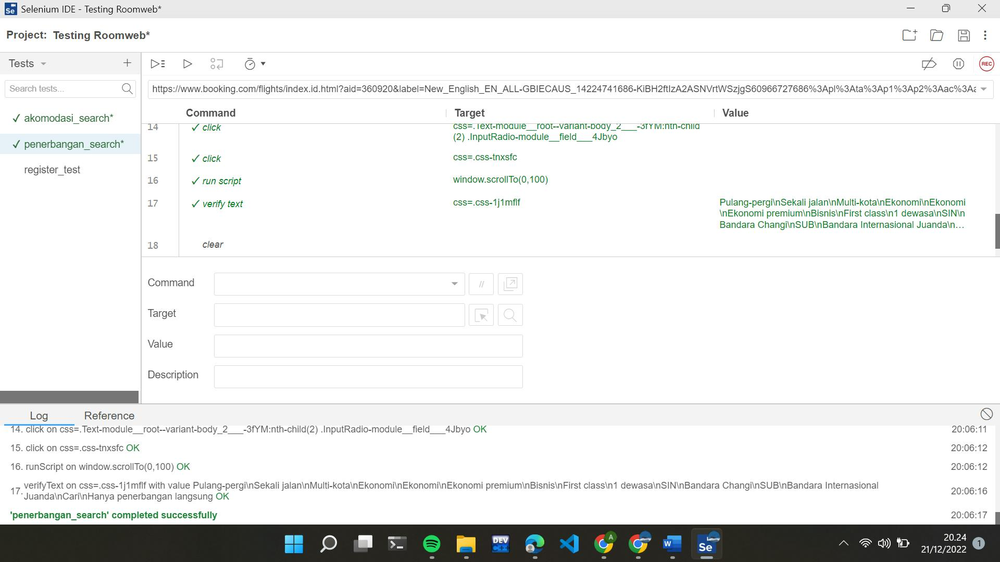 Selenium IDE - Testing Roomweb*
Project: Testing Roomweb*
Tests
Search tests...
https://www.booking.com/flights/index.id.html?aid=360920&label=New_English_EN_ALL-GBIECAUS_14224741686-KiBH2ftIzA2ASNVrtWSzjgS60966727686%3Apl%3Ata%3Ap1%3Ap2%3Aac%3Aa
REC
✓ akomodasi_search*
✓ penerbangan_search*
register_test
Command Target Value
14 ✓ click css=.Text-module__root--variant-body_2___-3fYM:nth-child
(2) .InputRadio-module__field___4Jbyo
15 ✓ click css=.css-tnxsfc
16 ✓ run script window.scrollTo(0,100)
17 ✓ verify text css=.css-1j1mflf Pulang-pergi\nSekali jalan\nMulti-kota\nEkonomi\nEkonomi
\nEkonomi premium\nBisnis\nFirst class\n1 dewasa\nSIN\n
Bandara Changi\nSUB\nBandara Internasional Juanda\n...
18 clear
Command //
Target
Value
Description
Log Reference
14. click on css=.Text-module__root--variant-body_2___-3fYM:nth-child(2) .InputRadio-module__field___4Jbyo OK 20:06:11
15. click on css=.css-tnxsfc OK 20:06:12
16. runScript on window.scrollTo(0,100) OK 20:06:12
17. verifyText on css=.css-1j1mflf with value Pulang-pergi\nSekali jalan\nMulti-kota\nEkonomi\nEkonomi\nEkonomi premium\nBisnis\nFirst class\n1 dewasa\nSIN\nBandara Changi\nSUB\nBandara Internasional
Juanda\nCari\nHanya penerbangan langsung OK 20:06:16
'penerbangan_search' completed successfully 20:06:17
DEV
C++
A
W
Se
20.24
21/12/2022
1